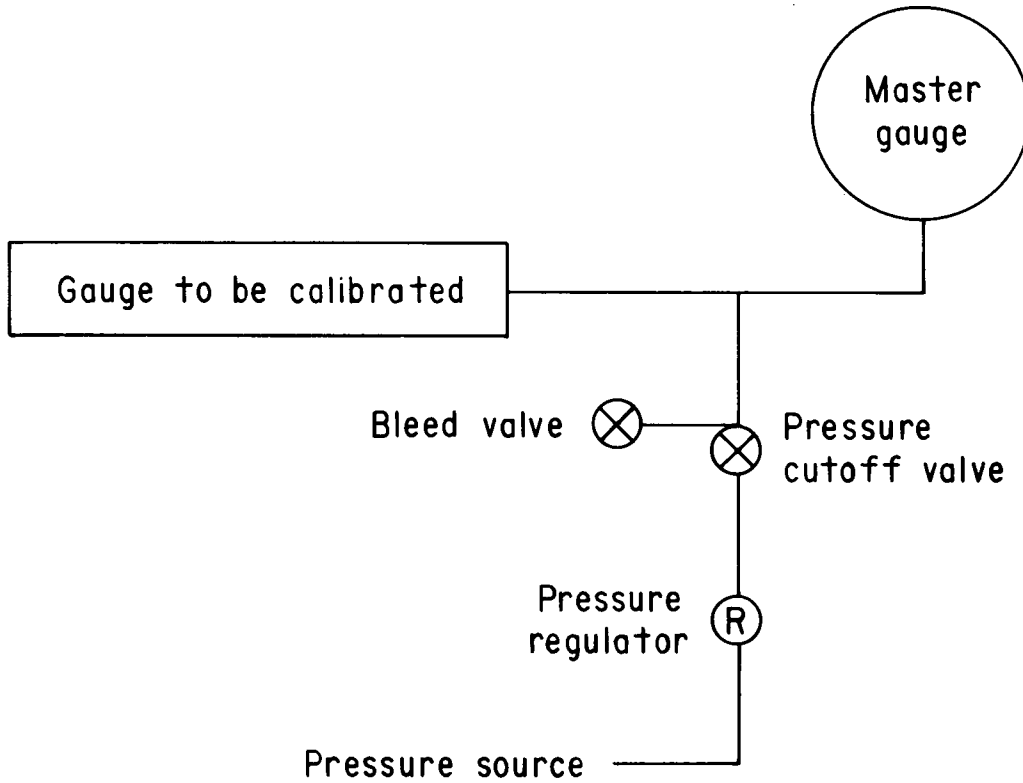 Master
gauge
Gauge to be calibrated
Bleed valve
Pressure
cutoff valve
Pressure
regulator
R
Pressure source